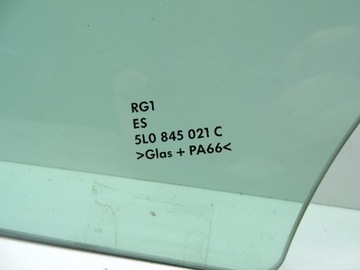 RG1
ES
5L0 845 021 C
>Glas + PA66<